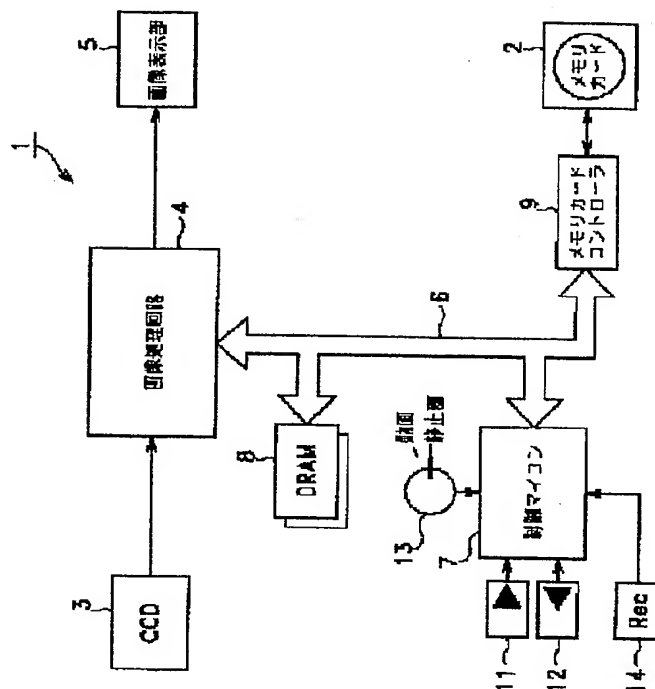 1
3
CCD
4
画像処理回路
5
画像表示部
6
8
DRAM
13
動画
静止画
7
制御マイコン
9
メモリカード
コントローラ
2
メモリ
カード
11
12
14
Rec